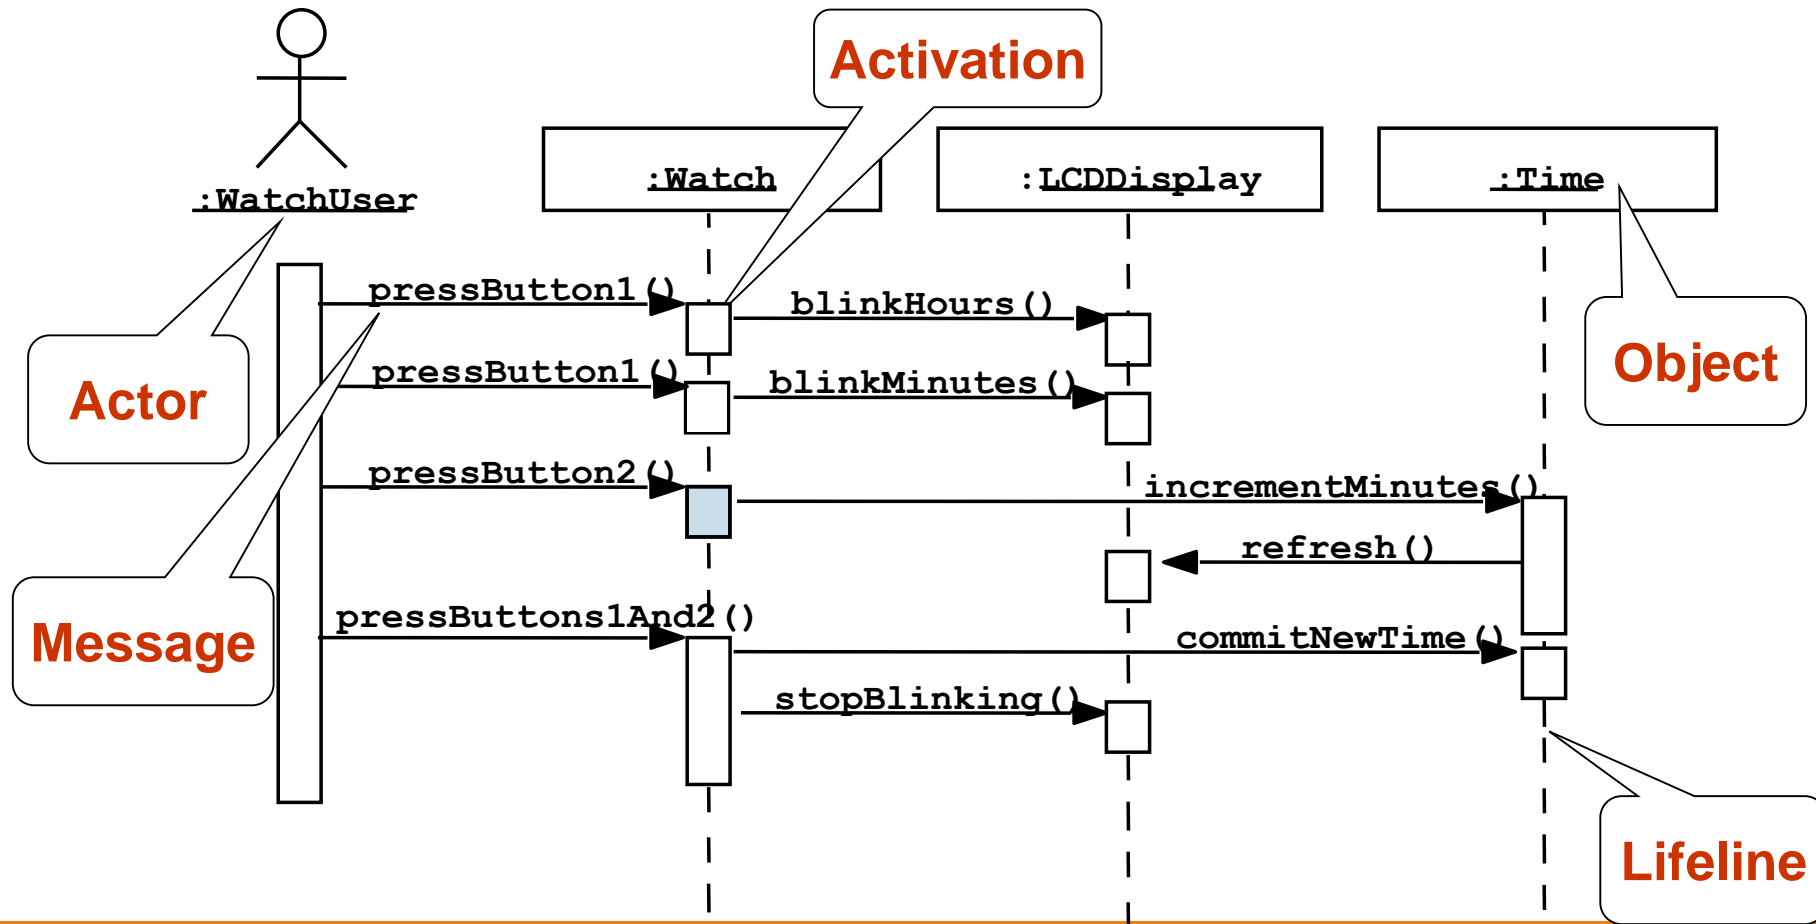 Activation
:WatchUser
:Watch
:LCDDisplay
:Time
pressButton1()
blinkHours()
Actor
pressButton1()
blinkMinutes()
Object
pressButton2()
incrementMinutes()
refresh()
Message
pressButtons1And2()
commitNewTime()
stopBlinking()
Lifeline